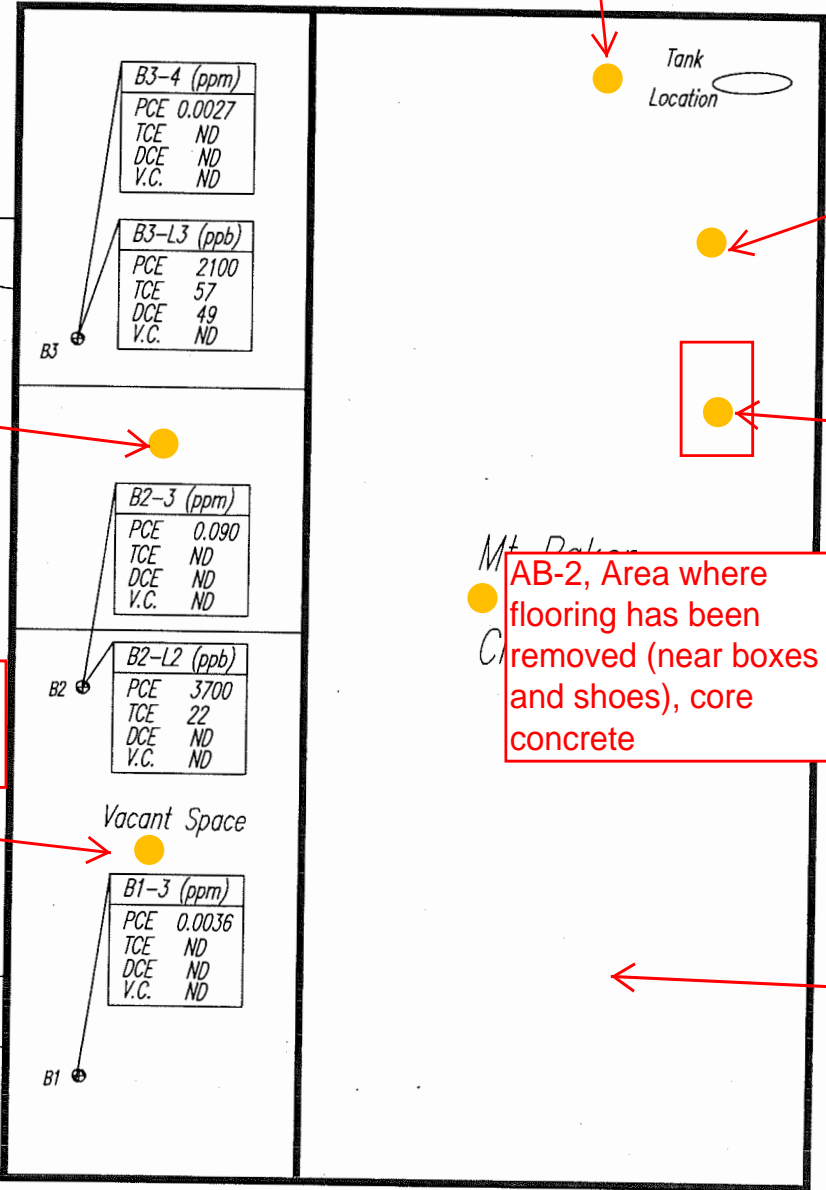 B3-4 (ppm)
PCE 0.0027
TCE ND
DCE ND
V.C. ND
B3-L3 (ppb)
PCE 2100
TCE 57
DCE 49
V.C. ND
B3
B2-3 (ppm)
PCE 0.090
TCE ND
DCE ND
V.C. ND
B2-L2 (ppb)
PCE 3700
TCE 22
DCE ND
V.C. ND
B2
Vacant Space
B1-3 (ppm)
PCE 0.0036
TCE ND
DCE ND
V.C. ND
B1
Tank
Location
Mt. Baker
AB-2, Area where
flooring has been
removed (near boxes
and shoes), core
concrete